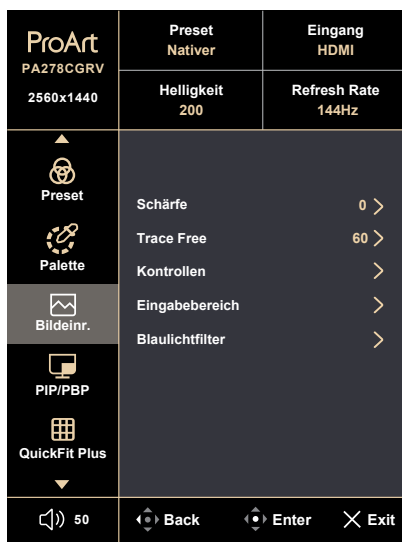 ProArt
PA278CGRV
2560x1440
Preset
Nativer
Eingang
HDMI
Helligkeit
200
Refresh Rate
144Hz
Preset
Palette
Bildeinr.
PIP/PBP
QuickFit Plus
Schärfe 0
Trace Free 60
Kontrollen
Eingabebereich
Blaulichtfilter
50 Back Enter Exit